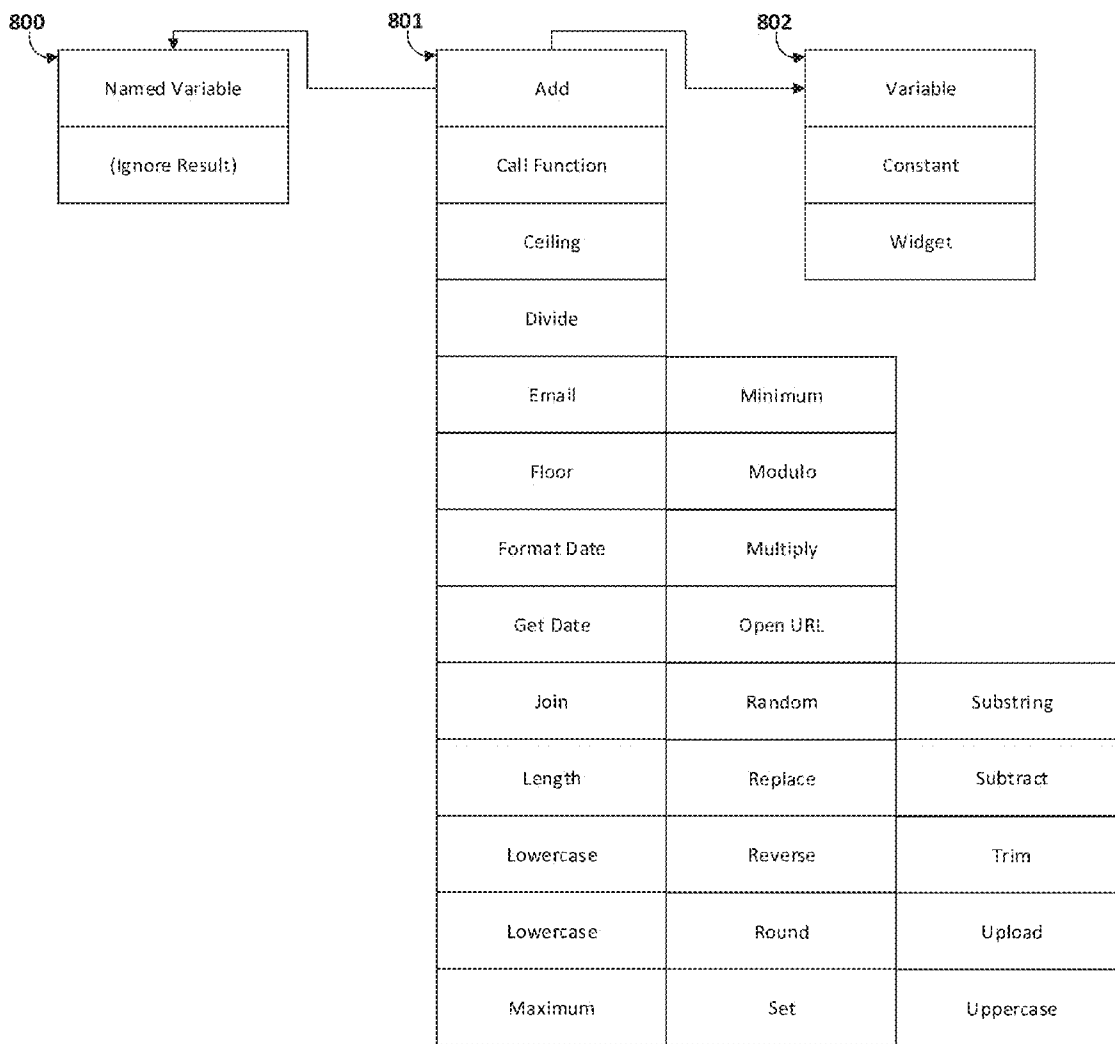 800
801
802
Named Variable
Add
Variable
(Ignore Result)
Call Function
Constant
Ceiling
Widget
Divide
Email
Minimum
Floor
Modulo
Format Date
Multiply
Get Date
Open URL
Join
Random
Substring
Length
Replace
Subtract
Lowercase
Reverse
Trim
Lowercase
Round
Upload
Maximum
Set
Uppercase